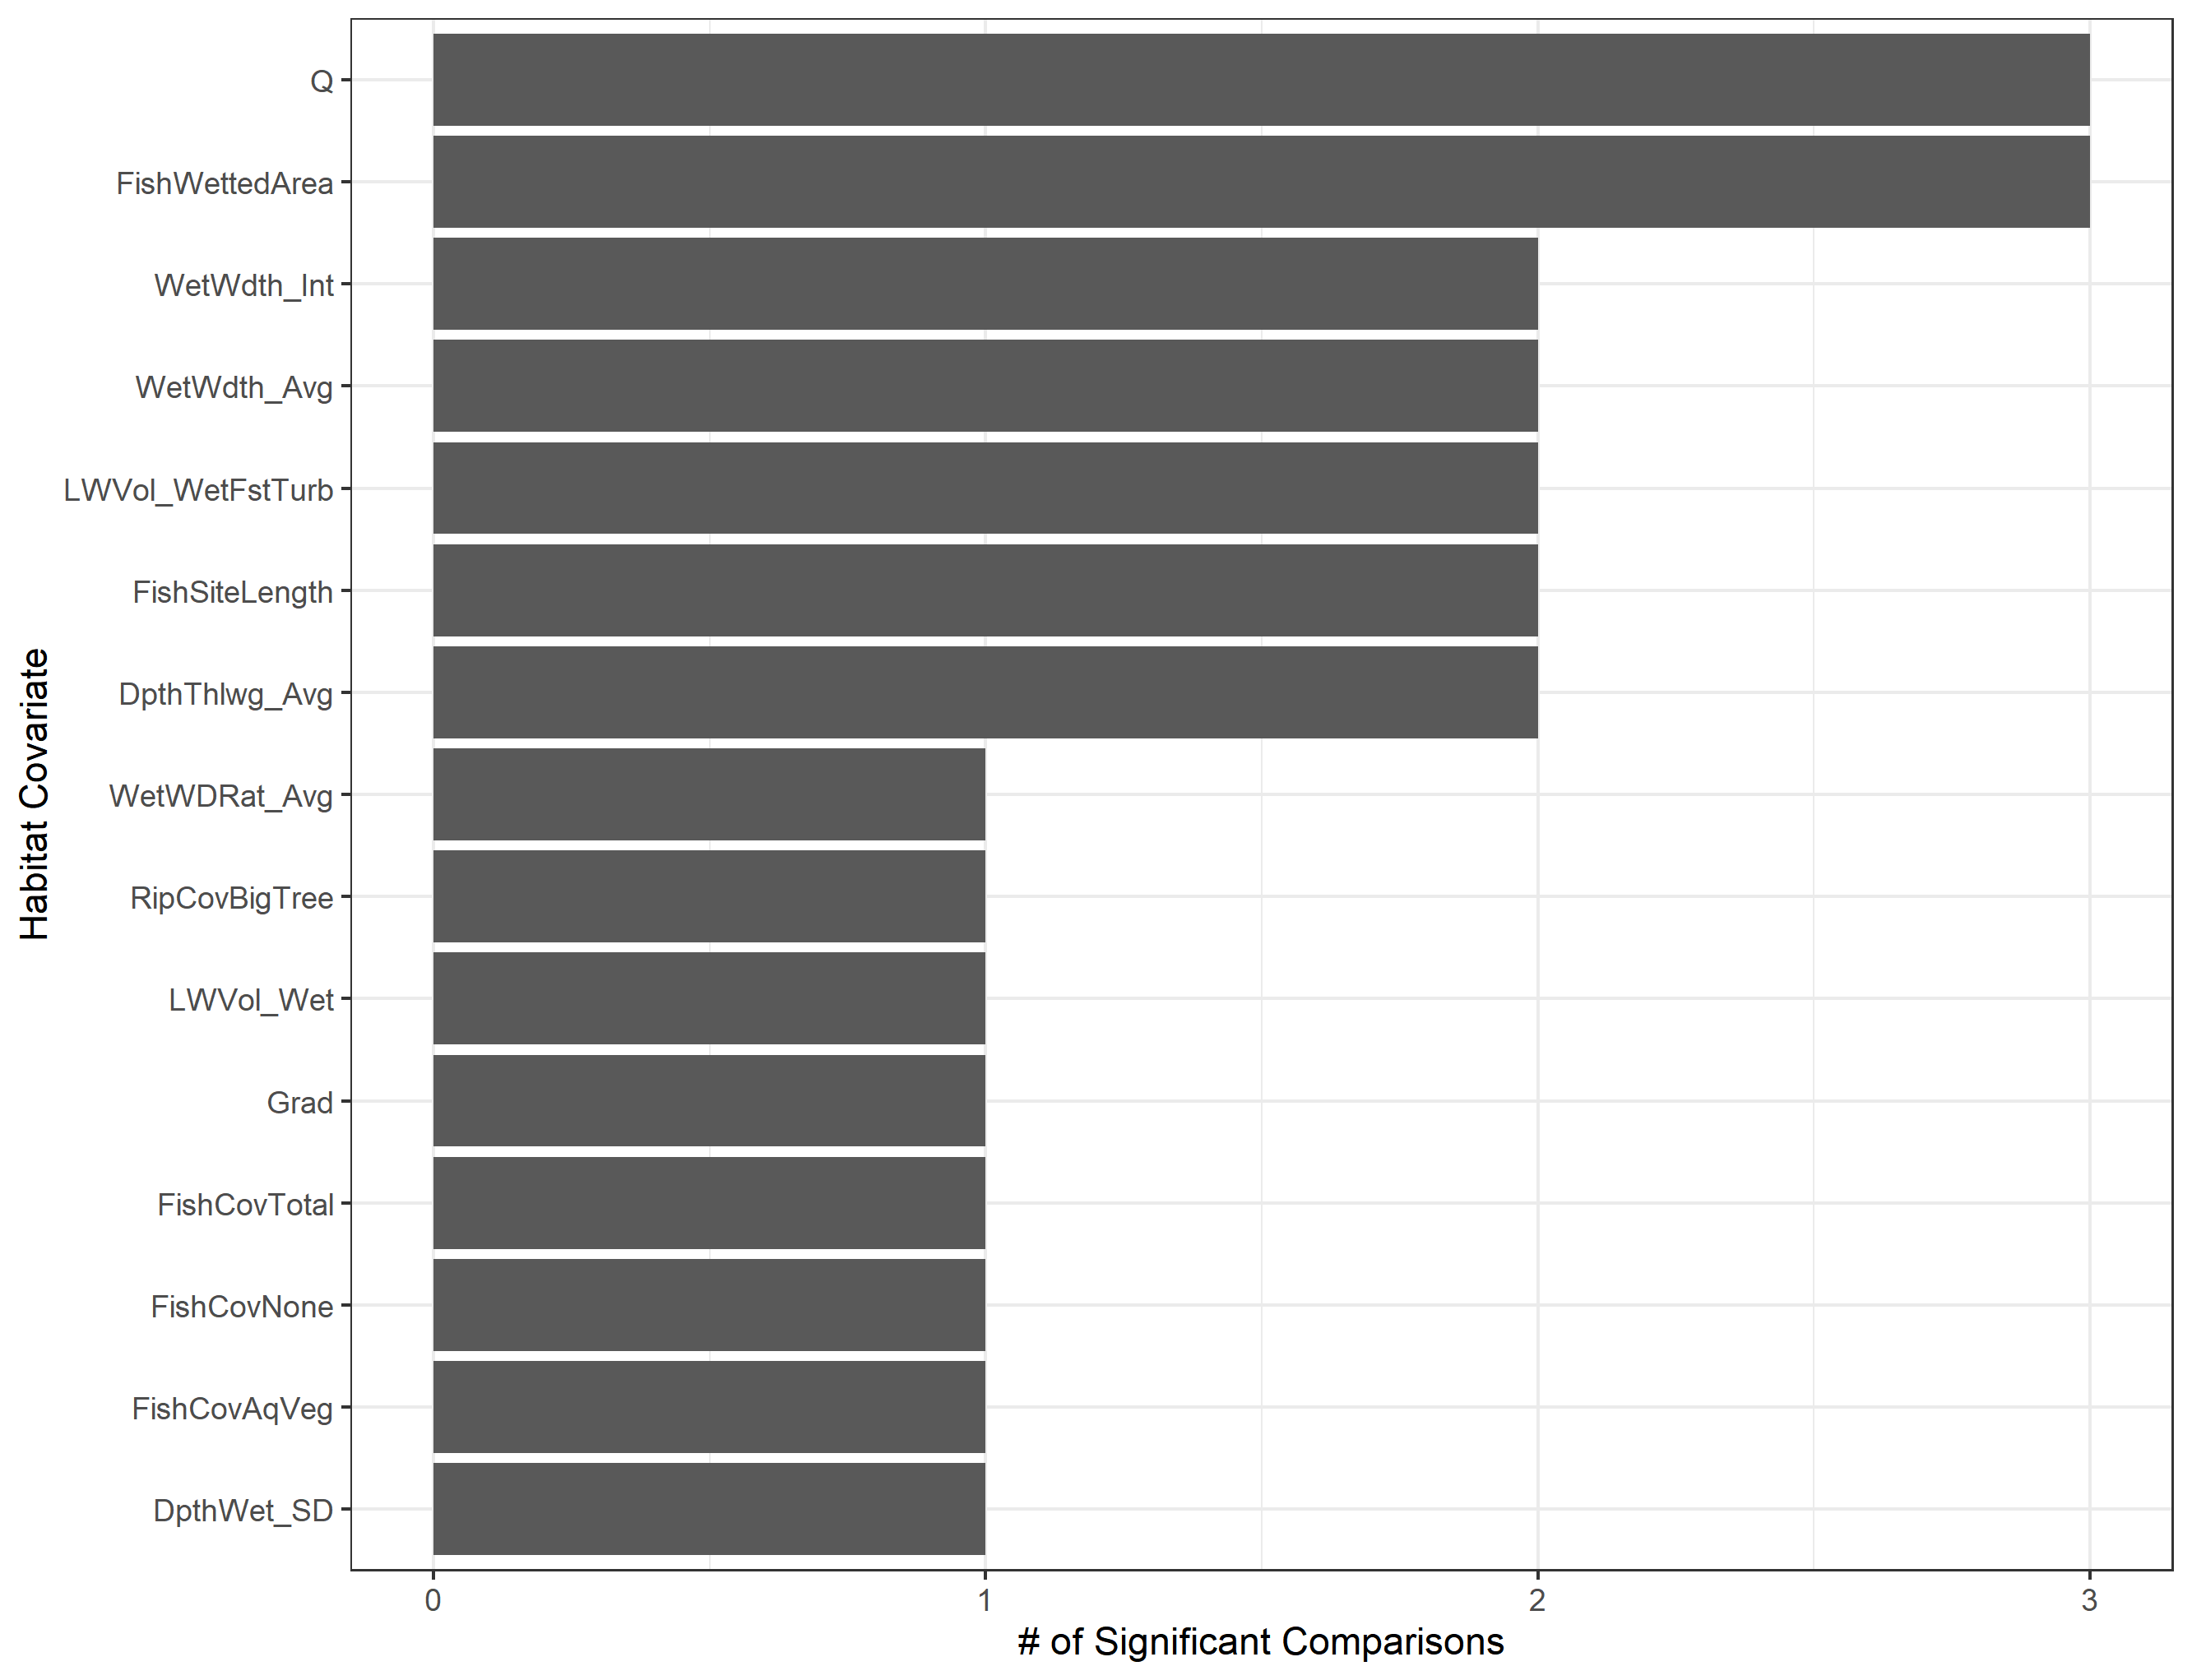 Q
FishWettedArea
WetWdth_Int
WetWdth_Avg
LWVol_WetFstTurb
FishSiteLength
DpthThlwg_Avg
WetWDRat_Avg
RipCovBigTree
LWVol_Wet
Grad
FishCovTotal
FishCovNone
FishCovAqVeg
DpthWet_SD
Habitat Covariate
0 1 2 3
# of Significant Comparisons